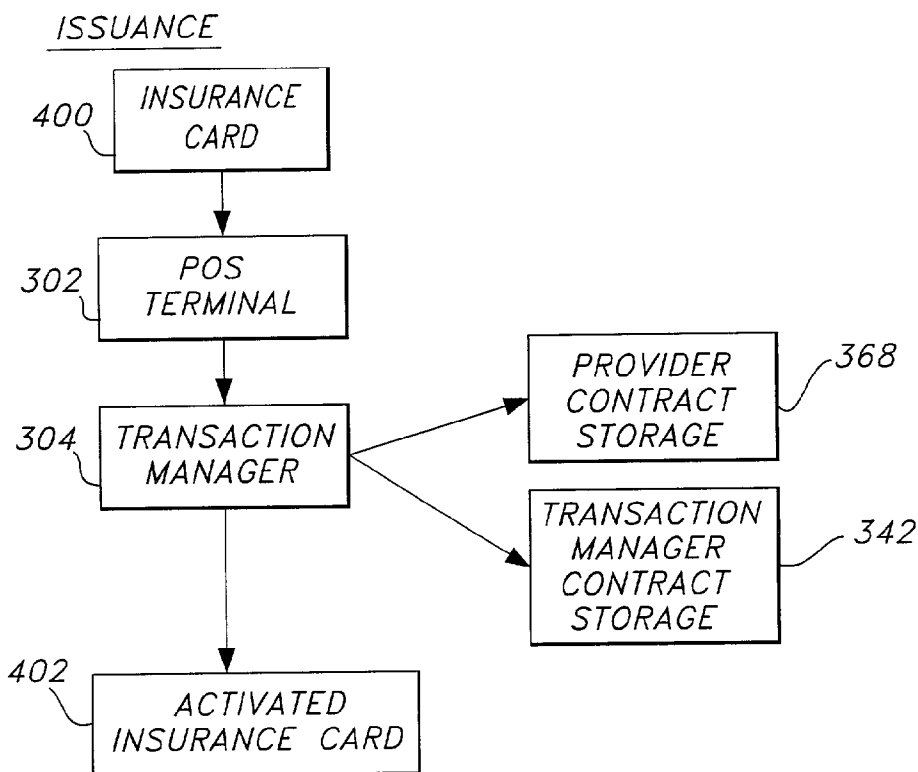 ISSUANCE
INSURANCE
CARD
400
POS
TERMINAL
302
TRANSACTION
MANAGER
304
PROVIDER
CONTRACT
STORAGE
368
TRANSACTION
MANAGER
CONTRACT
STORAGE
342
402
ACTIVATED
INSURANCE CARD